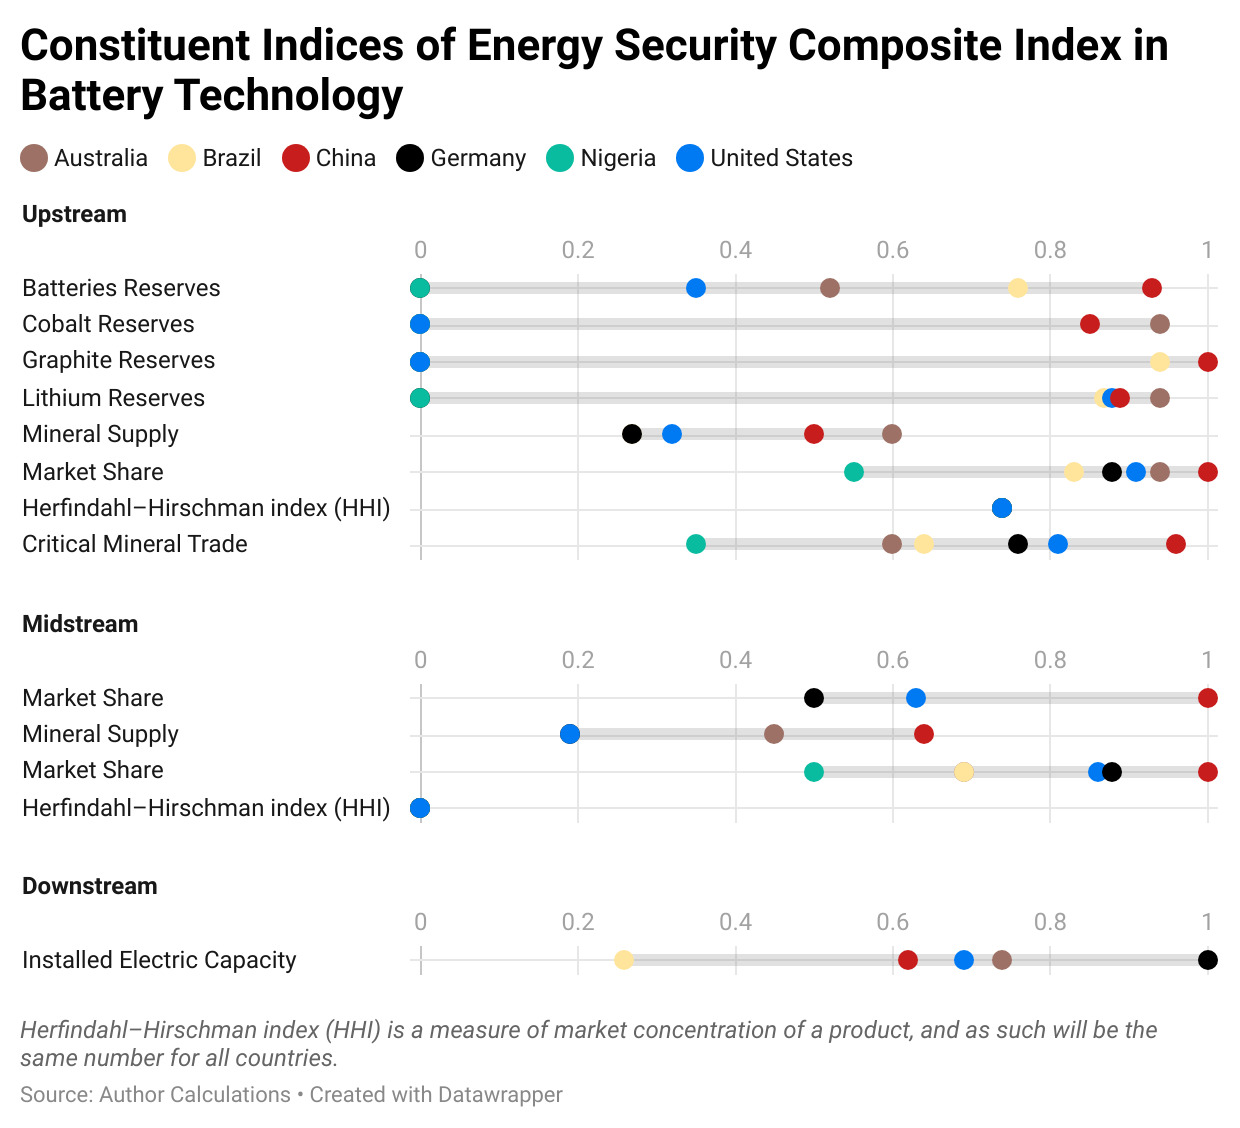 Constituent Indices of Energy Security Composite Index in
Battery Technology
Australia Brazil China Germany Nigeria United States
Upstream
0 0.2 0.4 0.6 0.8 1
Batteries Reserves
Cobalt Reserves
Graphite Reserves
Lithium Reserves
Mineral Supply
Market Share
Herfindahl–Hirschman index (HHI)
Critical Mineral Trade
Midstream
0 0.2 0.4 0.6 0.8 1
Market Share
Mineral Supply
Market Share
Herfindahl–Hirschman index (HHI)
Downstream
0 0.2 0.4 0.6 0.8 1
Installed Electric Capacity
Herfindahl–Hirschman index (HHI) is a measure of market concentration of a product, and as such will be the
same number for all countries.
Source: Author Calculations • Created with Datawrapper